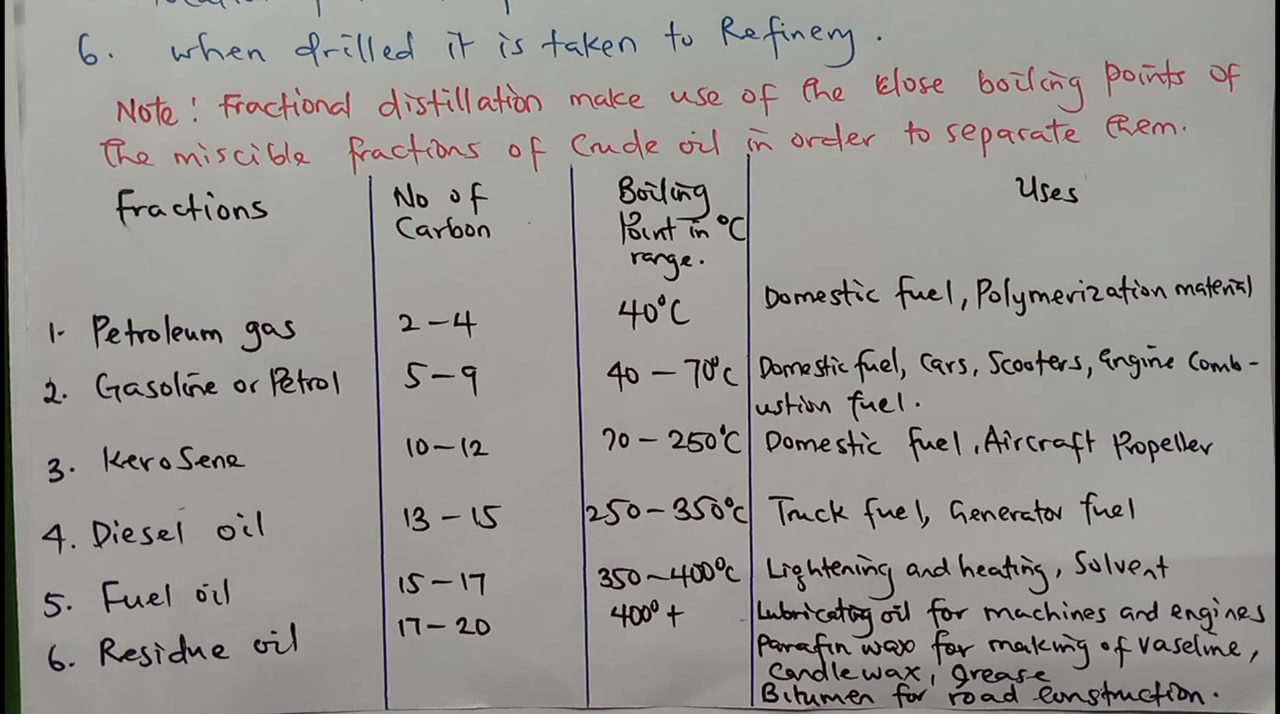 6. when drilled it is taken to Refinery.
Note: Fractional distillation make use of the close boiling points of
the miscible fractions of Crude oil in order to separate them.
Fractions No of Carbon Boiling Point in °C range. Uses
1. Petroleum gas 2-4 40°C Domestic fuel, Polymerization material
2. Gasoline or Petrol 5-9 40-70°C Domestic fuel, Cars, Scooters, engine Comb-
ustion fuel.
3. Kerosene 10-12 70-250°C Domestic fuel, Aircraft Propeller
4. Diesel oil 13-15 250-350°C Truck fuel, Generator fuel
5. Fuel oil 15-17 350-400°C Lightening and heating, Solvent
6. Residue oil 17-20 400°+ Lubricating oil for machines and engines
Parafin wax for making of vaseline,
Candle wax, grease
Bitumen for road construction.